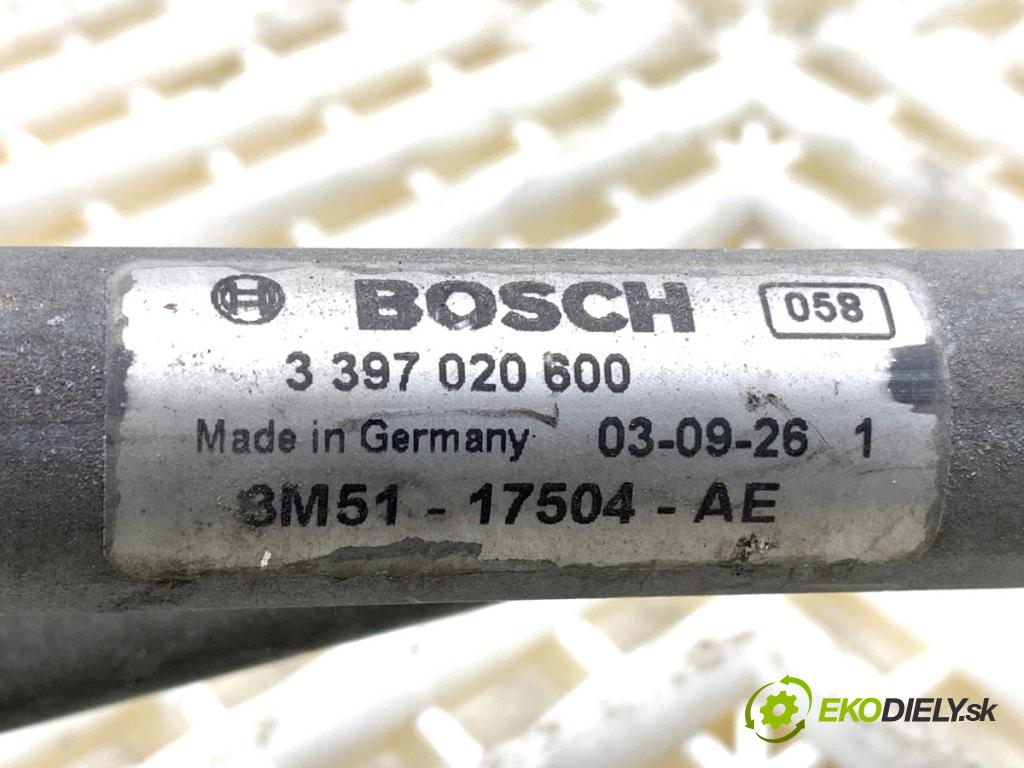 BOSCH 058
3 397 020 600
Made in Germany 03-09-26 1
3M51 - 17504 - AE
EKODIELY.sk